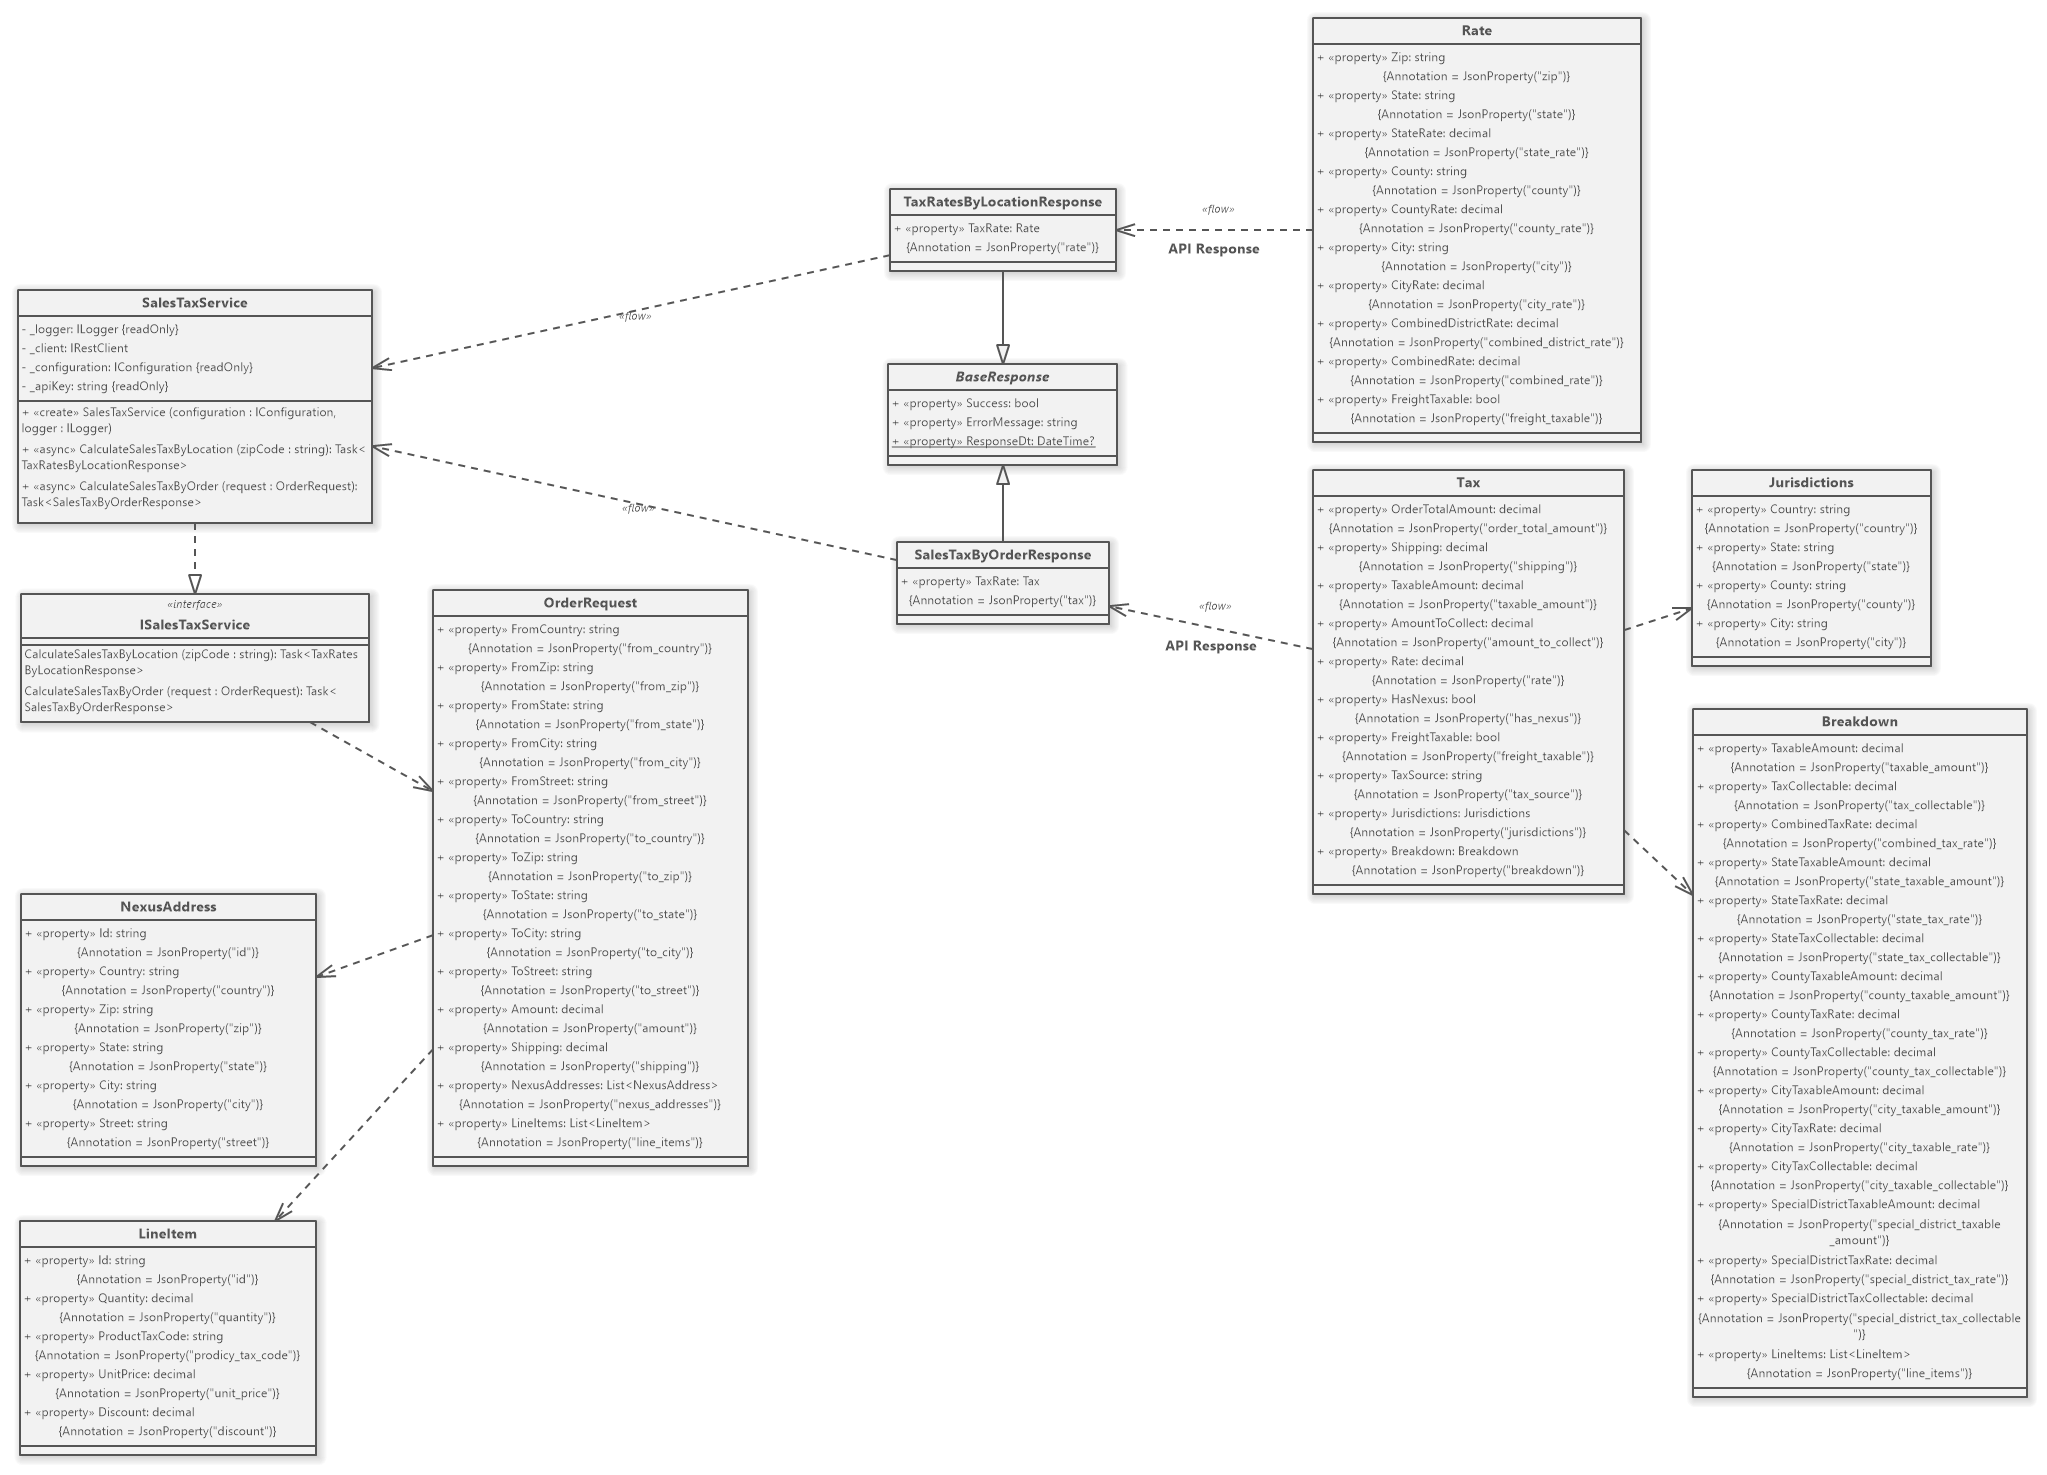 Rate
+ «property» Zip: string
{Annotation = JsonProperty("zip")}
+ «property» State: string
{Annotation = JsonProperty("state")}
+ «property» StateRate: decimal
{Annotation = JsonProperty("state_rate")}
+ «property» County: string
{Annotation = JsonProperty("county")}
+ «property» CountyRate: decimal
{Annotation = JsonProperty("county_rate")}
+ «property» City: string
{Annotation = JsonProperty("city")}
+ «property» CityRate: decimal
{Annotation = JsonProperty("city_rate")}
+ «property» CombinedDistrictRate: decimal
{Annotation = JsonProperty("combined_district_rate")}
+ «property» CombinedRate: decimal
{Annotation = JsonProperty("combined_rate")}
+ «property» FreightTaxable: bool
{Annotation = JsonProperty("freight_taxable")}
TaxRatesByLocationResponse
+ «property» TaxRate: Rate
{Annotation = JsonProperty("rate")}
«flow»
API Response
SalesTaxService
- _logger: ILogger {readOnly}
- _client: IRestClient
- _configuration: IConfiguration {readOnly}
- _apiKey: string {readOnly}
+ «create» SalesTaxService (configuration : IConfiguration,
logger : ILogger)
+ «async» CalculateSalesTaxByLocation (zipCode : string): Task<
TaxRatesByLocationResponse>
+ «async» CalculateSalesTaxByOrder (request : OrderRequest):
Task<SalesTaxByOrderResponse>
«flow»
«flow»
BaseResponse
+ «property» Success: bool
+ «property» ErrorMessage: string
+ «property» ResponseDt: DateTime?
SalesTaxByOrderResponse
+ «property» TaxRate: Tax
{Annotation = JsonProperty("tax")}
«flow»
API Response
Tax
+ «property» OrderTotalAmount: decimal
{Annotation = JsonProperty("order_total_amount")}
+ «property» Shipping: decimal
{Annotation = JsonProperty("shipping")}
+ «property» TaxableAmount: decimal
{Annotation = JsonProperty("taxable_amount")}
+ «property» AmountToCollect: decimal
{Annotation = JsonProperty("amount_to_collect")}
+ «property» Rate: decimal
{Annotation = JsonProperty("rate")}
+ «property» HasNexus: bool
{Annotation = JsonProperty("has_nexus")}
+ «property» FreightTaxable: bool
{Annotation = JsonProperty("freight_taxable")}
+ «property» TaxSource: string
{Annotation = JsonProperty("tax_source")}
+ «property» Jurisdictions: Jurisdictions
{Annotation = JsonProperty("jurisdictions")}
+ «property» Breakdown: Breakdown
{Annotation = JsonProperty("breakdown")}
Jurisdictions
+ «property» Country: string
{Annotation = JsonProperty("country")}
+ «property» State: string
{Annotation = JsonProperty("state")}
+ «property» County: string
{Annotation = JsonProperty("county")}
+ «property» City: string
{Annotation = JsonProperty("city")}
«interface»
ISalesTaxService
CalculateSalesTaxByLocation (zipCode : string): Task<TaxRates
ByLocationResponse>
CalculateSalesTaxByOrder (request : OrderRequest): Task<
SalesTaxByOrderResponse>
OrderRequest
+ «property» FromCountry: string
{Annotation = JsonProperty("from_country")}
+ «property» FromZip: string
{Annotation = JsonProperty("from_zip")}
+ «property» FromState: string
{Annotation = JsonProperty("from_state")}
+ «property» FromCity: string
{Annotation = JsonProperty("from_city")}
+ «property» FromStreet: string
{Annotation = JsonProperty("from_street")}
+ «property» ToCountry: string
{Annotation = JsonProperty("to_country")}
+ «property» ToZip: string
{Annotation = JsonProperty("to_zip")}
+ «property» ToState: string
{Annotation = JsonProperty("to_state")}
+ «property» ToCity: string
{Annotation = JsonProperty("to_city")}
+ «property» ToStreet: string
{Annotation = JsonProperty("to_street")}
+ «property» Amount: decimal
{Annotation = JsonProperty("amount")}
+ «property» Shipping: decimal
{Annotation = JsonProperty("shipping")}
+ «property» NexusAddresses: List<NexusAddress>
{Annotation = JsonProperty("nexus_addresses")}
+ «property» LineItems: List<LineItem>
{Annotation = JsonProperty("line_items")}
Breakdown
+ «property» TaxableAmount: decimal
{Annotation = JsonProperty("taxable_amount")}
+ «property» TaxCollectable: decimal
{Annotation = JsonProperty("tax_collectable")}
+ «property» CombinedTaxRate: decimal
{Annotation = JsonProperty("combined_tax_rate")}
+ «property» StateTaxableAmount: decimal
{Annotation = JsonProperty("state_taxable_amount")}
+ «property» StateTaxRate: decimal
{Annotation = JsonProperty("state_tax_rate")}
+ «property» StateTaxCollectable: decimal
{Annotation = JsonProperty("state_tax_collectable")}
+ «property» CountyTaxableAmount: decimal
{Annotation = JsonProperty("county_taxable_amount")}
+ «property» CountyTaxRate: decimal
{Annotation = JsonProperty("county_tax_rate")}
+ «property» CountyTaxCollectable: decimal
{Annotation = JsonProperty("county_tax_collectable")}
+ «property» CityTaxableAmount: decimal
{Annotation = JsonProperty("city_taxable_amount")}
+ «property» CityTaxRate: decimal
{Annotation = JsonProperty("city_taxable_rate")}
+ «property» CityTaxCollectable: decimal
{Annotation = JsonProperty("city_taxable_collectable")}
+ «property» SpecialDistrictTaxableAmount: decimal
{Annotation = JsonProperty("special_district_taxable
_amount")}
+ «property» SpecialDistrictTaxRate: decimal
{Annotation = JsonProperty("special_district_tax_rate")}
+ «property» SpecialDistrictTaxCollectable: decimal
{Annotation = JsonProperty("special_district_tax_collectable
")}
+ «property» LineItems: List<LineItem>
{Annotation = JsonProperty("line_items")}
NexusAddress
+ «property» Id: string
{Annotation = JsonProperty("id")}
+ «property» Country: string
{Annotation = JsonProperty("country")}
+ «property» Zip: string
{Annotation = JsonProperty("zip")}
+ «property» State: string
{Annotation = JsonProperty("state")}
+ «property» City: string
{Annotation = JsonProperty("city")}
+ «property» Street: string
{Annotation = JsonProperty("street")}
LineItem
+ «property» Id: string
{Annotation = JsonProperty("id")}
+ «property» Quantity: decimal
{Annotation = JsonProperty("quantity")}
+ «property» ProductTaxCode: string
{Annotation = JsonProperty("prodicy_tax_code")}
+ «property» UnitPrice: decimal
{Annotation = JsonProperty("unit_price")}
+ «property» Discount: decimal
{Annotation = JsonProperty("discount")}